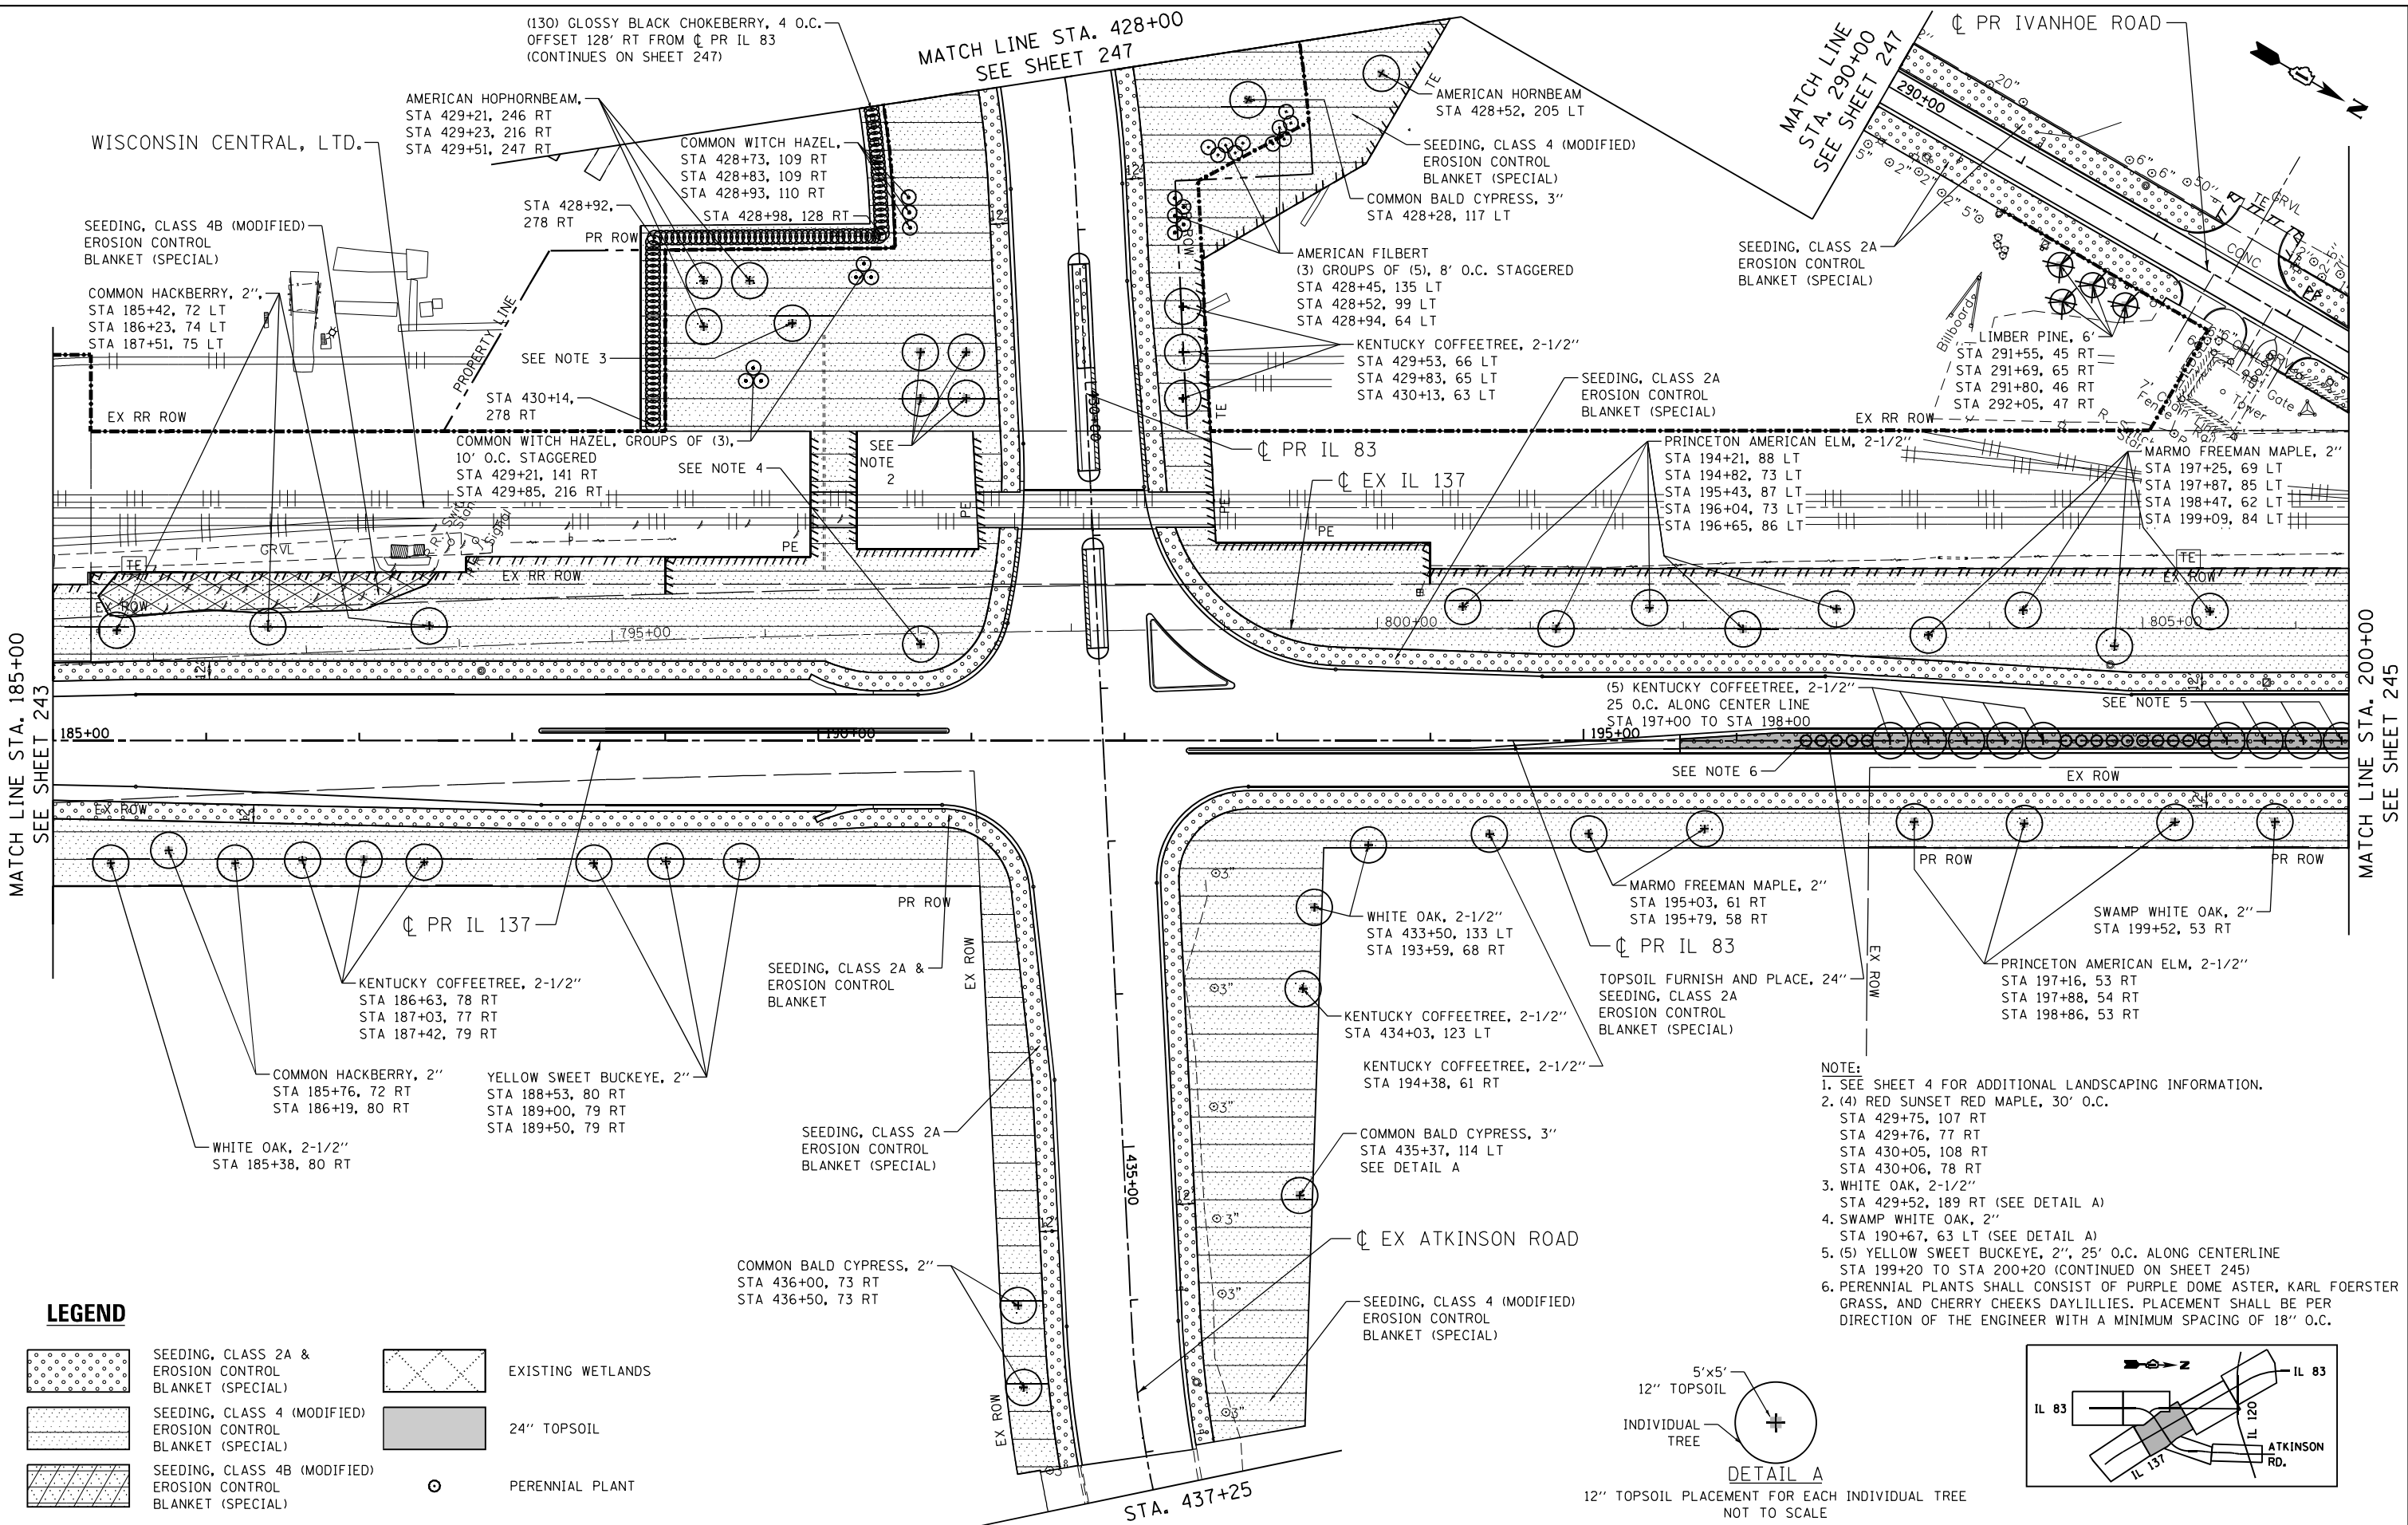 (130) GLOSSY BLACK CHOKEBERRY, 4 O.C.
OFFSET 128' RT FROM ℄ PR IL 83
(CONTINUES ON SHEET 247)
MATCH LINE STA. 428+00
SEE SHEET 247
MATCH LINE
STA. 290+00
SEE SHEET 247
℄ PR IVANHOE ROAD
N
290+00
AMERICAN HOPHORNBEAM,
STA 429+21, 246 RT
STA 429+23, 216 RT
STA 429+51, 247 RT
WISCONSIN CENTRAL, LTD.
COMMON WITCH HAZEL,
STA 428+73, 109 RT
STA 428+83, 109 RT
STA 428+93, 110 RT
STA 428+92,
278 RT
STA 428+98, 128 RT
PR ROW
AMERICAN HORNBEAM
STA 428+52, 205 LT
SEEDING, CLASS 4 (MODIFIED)
EROSION CONTROL
BLANKET (SPECIAL)
COMMON BALD CYPRESS, 3"
STA 428+28, 117 LT
TE
SEEDING, CLASS 4B (MODIFIED)
EROSION CONTROL
BLANKET (SPECIAL)
COMMON HACKBERRY, 2",
STA 185+42, 72 LT
STA 186+23, 74 LT
STA 187+51, 75 LT
PROPERTY LINE
SEE NOTE 3
STA 430+14,
278 RT
EX RR ROW
AMERICAN FILBERT
(3) GROUPS OF (5), 8' O.C. STAGGERED
STA 428+45, 135 LT
STA 428+52, 99 LT
STA 428+94, 64 LT
KENTUCKY COFFEETREE, 2-1/2"
STA 429+53, 66 LT
STA 429+83, 65 LT
STA 430+13, 63 LT
SEEDING, CLASS 2A
EROSION CONTROL
BLANKET (SPECIAL)
SEEDING, CLASS 2A
EROSION CONTROL
BLANKET (SPECIAL)
Billboard
LIMBER PINE, 6'
STA 291+55, 45 RT
STA 291+69, 65 RT
STA 291+80, 46 RT
STA 292+05, 47 RT
TE GRVL
CONC
Tower
Gate
EX RR ROW
COMMON WITCH HAZEL, GROUPS OF (3),
10' O.C. STAGGERED
STA 429+21, 141 RT
STA 429+85, 216 RT
SEE NOTE 4
SEE
NOTE
2
430+00
℄ PR IL 83
℄ EX IL 137
PRINCETON AMERICAN ELM, 2-1/2"
STA 194+21, 88 LT
STA 194+82, 73 LT
STA 195+43, 87 LT
STA 196+04, 73 LT
STA 196+65, 86 LT
MARMO FREEMAN MAPLE, 2"
STA 197+25, 69 LT
STA 197+87, 85 LT
STA 198+47, 62 LT
STA 199+09, 84 LT
GRVL
PE
PE
PE
PE
TE
TE
TE
EX RR ROW
EX ROW
EX ROW
795+00
800+00
805+00
12'
12'
MATCH LINE STA. 185+00
SEE SHEET 243
MATCH LINE STA. 200+00
SEE SHEET 245
(5) KENTUCKY COFFEETREE, 2-1/2"
25 O.C. ALONG CENTER LINE
STA 197+00 TO STA 198+00
SEE NOTE 5
185+00
190+00
195+00
SEE NOTE 6
EX ROW
EX ROW
12'
12'
PR ROW
PR ROW
PR ROW
℄ PR IL 137
EX ROW
EX ROW
KENTUCKY COFFEETREE, 2-1/2"
STA 186+63, 78 RT
STA 187+03, 77 RT
STA 187+42, 79 RT
COMMON HACKBERRY, 2"
STA 185+76, 72 RT
STA 186+19, 80 RT
YELLOW SWEET BUCKEYE, 2"
STA 188+53, 80 RT
STA 189+00, 79 RT
STA 189+50, 79 RT
WHITE OAK, 2-1/2"
STA 185+38, 80 RT
SEEDING, CLASS 2A &
EROSION CONTROL
BLANKET
SEEDING, CLASS 2A
EROSION CONTROL
BLANKET (SPECIAL)
COMMON BALD CYPRESS, 2"
STA 436+00, 73 RT
STA 436+50, 73 RT
EX ROW
435+00
12'
12'
3"
3"
3"
3"
3"
3"
WHITE OAK, 2-1/2"
STA 433+50, 133 LT
STA 193+59, 68 RT
MARMO FREEMAN MAPLE, 2"
STA 195+03, 61 RT
STA 195+79, 58 RT
℄ PR IL 83
TOPSOIL FURNISH AND PLACE, 24"
SEEDING, CLASS 2A
EROSION CONTROL
BLANKET (SPECIAL)
KENTUCKY COFFEETREE, 2-1/2"
STA 434+03, 123 LT
KENTUCKY COFFEETREE, 2-1/2"
STA 194+38, 61 RT
SWAMP WHITE OAK, 2"
STA 199+52, 53 RT
PRINCETON AMERICAN ELM, 2-1/2"
STA 197+16, 53 RT
STA 197+88, 54 RT
STA 198+86, 53 RT
COMMON BALD CYPRESS, 3"
STA 435+37, 114 LT
SEE DETAIL A
℄ EX ATKINSON ROAD
SEEDING, CLASS 4 (MODIFIED)
EROSION CONTROL
BLANKET (SPECIAL)
STA. 437+25
NOTE:
1. SEE SHEET 4 FOR ADDITIONAL LANDSCAPING INFORMATION.
2. (4) RED SUNSET RED MAPLE, 30' O.C.
STA 429+75, 107 RT
STA 429+76, 77 RT
STA 430+05, 108 RT
STA 430+06, 78 RT
3. WHITE OAK, 2-1/2"
STA 429+52, 189 RT (SEE DETAIL A)
4. SWAMP WHITE OAK, 2"
STA 190+67, 63 LT (SEE DETAIL A)
5. (5) YELLOW SWEET BUCKEYE, 2", 25' O.C. ALONG CENTERLINE
STA 199+20 TO STA 200+20 (CONTINUED ON SHEET 245)
6. PERENNIAL PLANTS SHALL CONSIST OF PURPLE DOME ASTER, KARL FOERSTER
GRASS, AND CHERRY CHEEKS DAYLILLIES. PLACEMENT SHALL BE PER
DIRECTION OF THE ENGINEER WITH A MINIMUM SPACING OF 18" O.C.
LEGEND
SEEDING, CLASS 2A &
EROSION CONTROL
BLANKET (SPECIAL)
SEEDING, CLASS 4 (MODIFIED)
EROSION CONTROL
BLANKET (SPECIAL)
SEEDING, CLASS 4B (MODIFIED)
EROSION CONTROL
BLANKET (SPECIAL)
EXISTING WETLANDS
24" TOPSOIL
PERENNIAL PLANT
5'x5'
12" TOPSOIL
INDIVIDUAL
TREE
DETAIL A
12" TOPSOIL PLACEMENT FOR EACH INDIVIDUAL TREE
NOT TO SCALE
N
IL 83
IL 83
IL 120
ATKINSON
RD.
IL 137